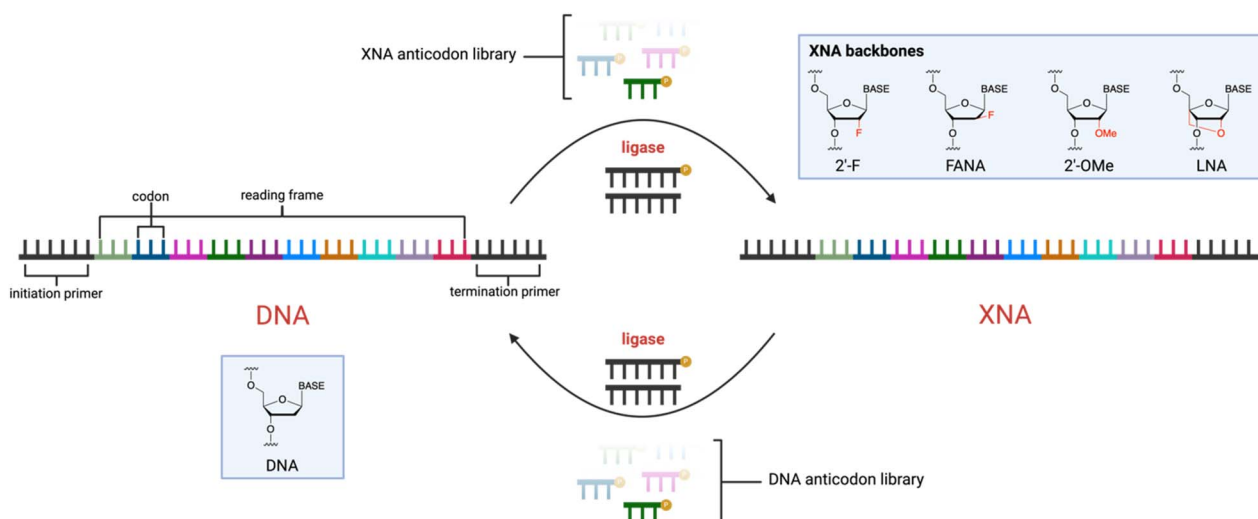 XNA anticodon library
P
P
P
XNA backbones
O
BASE
O
O
F
2'-F
O
BASE
O
F
O
FANA
O
BASE
O
O
OMe
2'-OMe
O
BASE
O
O
O
LNA
ligase
P
codon
reading frame
initiation primer
termination primer
DNA
XNA
ligase
P
O
BASE
O
O
DNA
P
P
P
DNA anticodon library